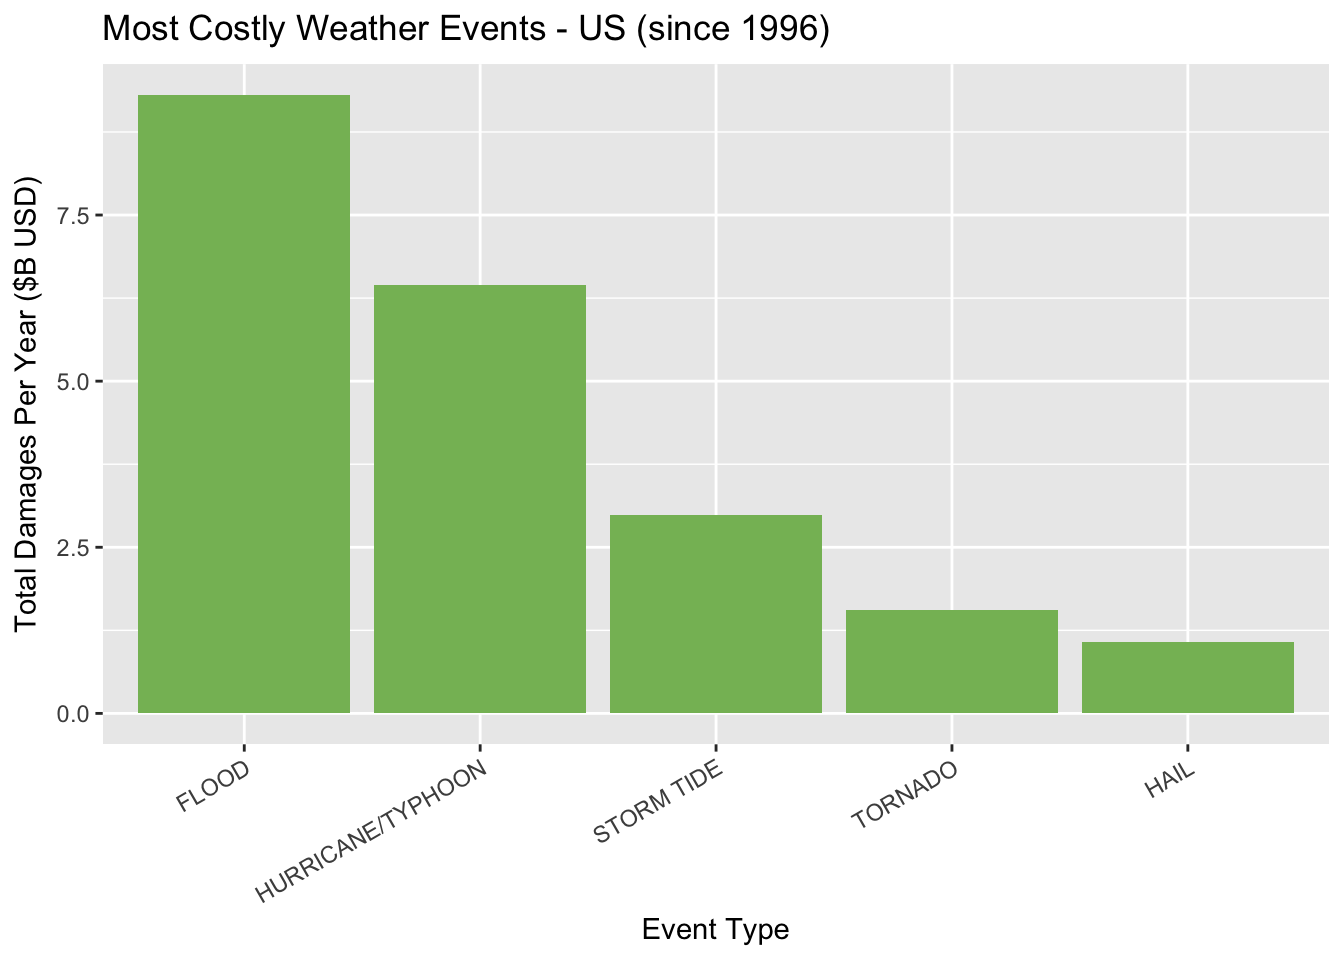 Most Costly Weather Events - US (since 1996)
Total Damages Per Year ($B USD)
7.5
5.0
2.5
0.0
FLOOD
HURRICANE/TYPHOON
STORM TIDE
TORNADO
HAIL
Event Type